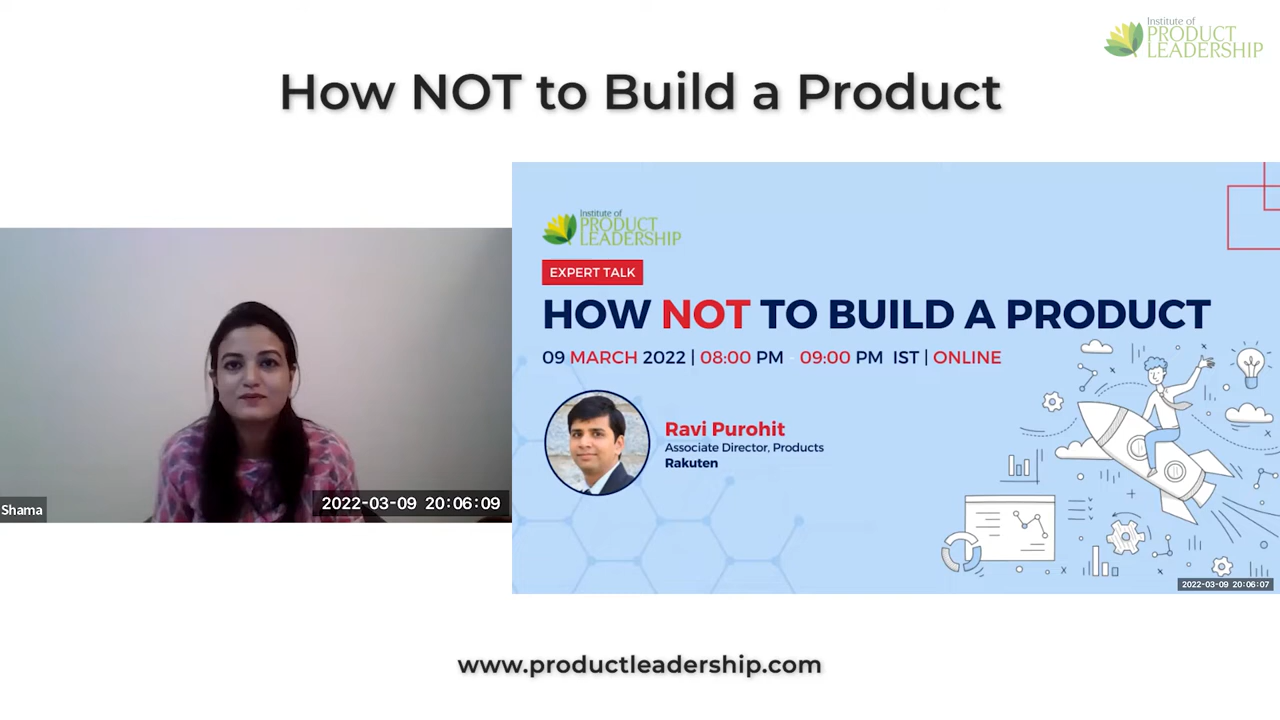 Institute of
PRODUCT
LEADERSHIP
How NOT to Build a Product
Institute of
PRODUCT
LEADERSHIP
EXPERT TALK
HOW NOT TO BUILD A PRODUCT
09 MARCH 2022 | 08:00 PM - 09:00 PM IST | ONLINE
Ravi Purohit
Associate Director, Products
Rakuten
Shama
2022-03-09 20:06:09
2022-03-09 20:06:07
www.productleadership.com